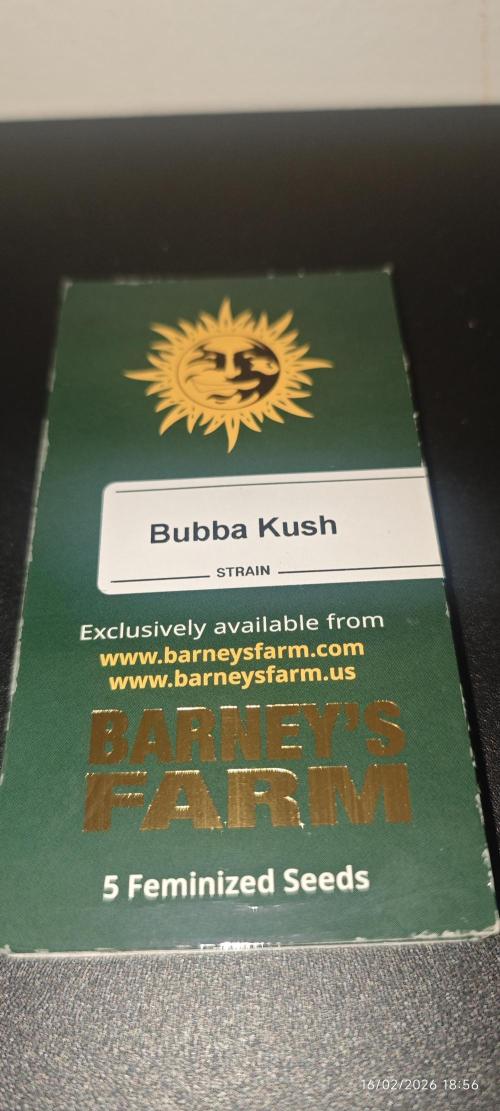 Bubba Kush
STRAIN
Exclusively available from
www.barneysfarm.com
www.barneysfarm.us
BARNEY'S
FARM
5 Feminized Seeds
16/02/2026 18:56